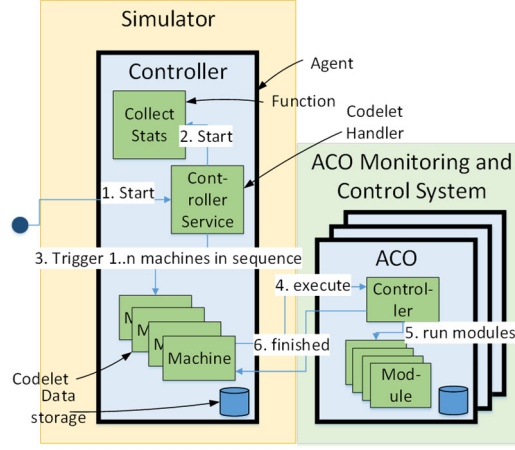 Simulator
Controller
Agent
Collect
Stats
Function
2. Start
Codelet
Handler
Con-
troller
Service
1. Start
ACO Monitoring and
Control System
3. Trigger 1..n machines in sequence
ACO
4. execute
Control-
ler
5. run modules
6. finished
M
M
M
Machine
Mod-
ule
Codelet
Data
storage